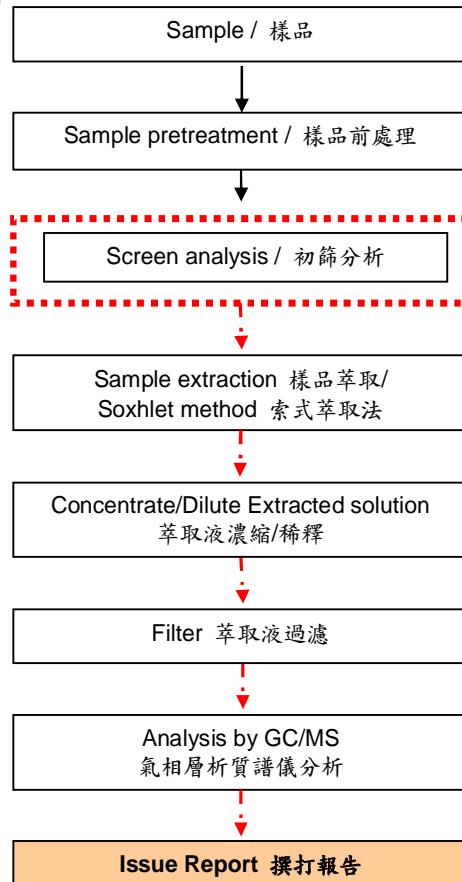 Sample / 樣品
Sample pretreatment / 樣品前處理
Screen analysis / 初篩分析
Sample extraction 樣品萃取/
Soxhlet method 索式萃取法
Concentrate/Dilute Extracted solution
萃取液濃縮/稀釋
Filter 萃取液過濾
Analysis by GC/MS
氣相層析質譜儀分析
Issue Report 撰打報告